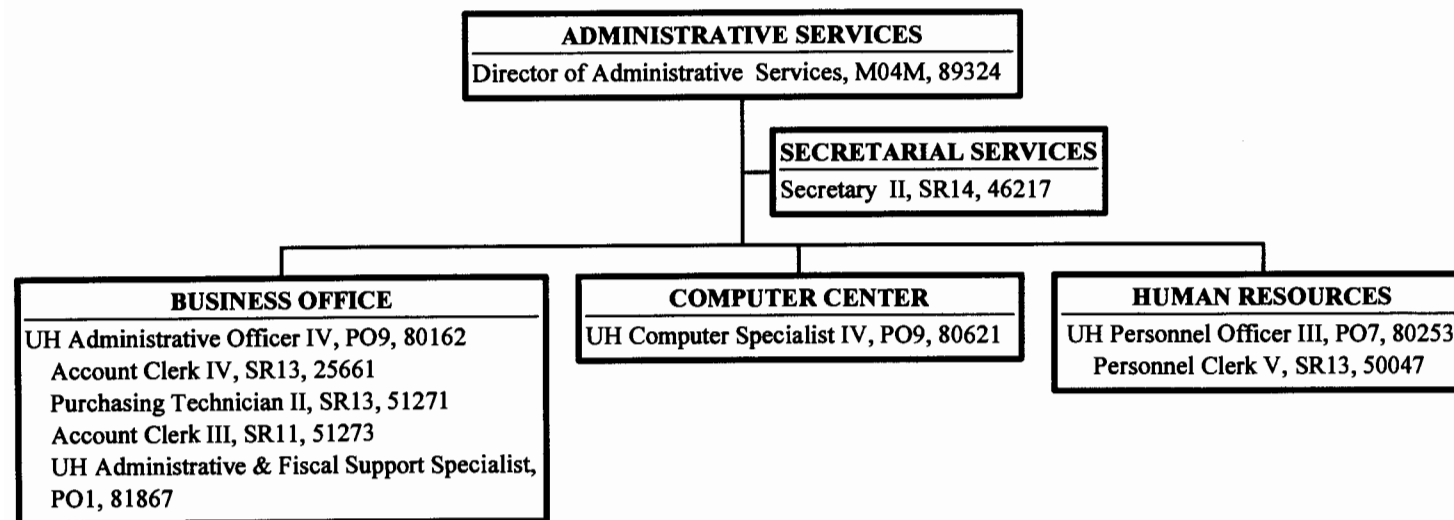 ADMINISTRATIVE SERVICES
Director of Administrative Services, M04M, 89324
SECRETARIAL SERVICES
Secretary II, SR14, 46217
BUSINESS OFFICE
UH Administrative Officer IV, PO9, 80162
Account Clerk IV, SR13, 25661
Purchasing Technician II, SR13, 51271
Account Clerk III, SR11, 51273
UH Administrative & Fiscal Support Specialist,
PO1, 81867
COMPUTER CENTER
UH Computer Specialist IV, PO9, 80621
HUMAN RESOURCES
UH Personnel Officer III, PO7, 80253
Personnel Clerk V, SR13, 50047